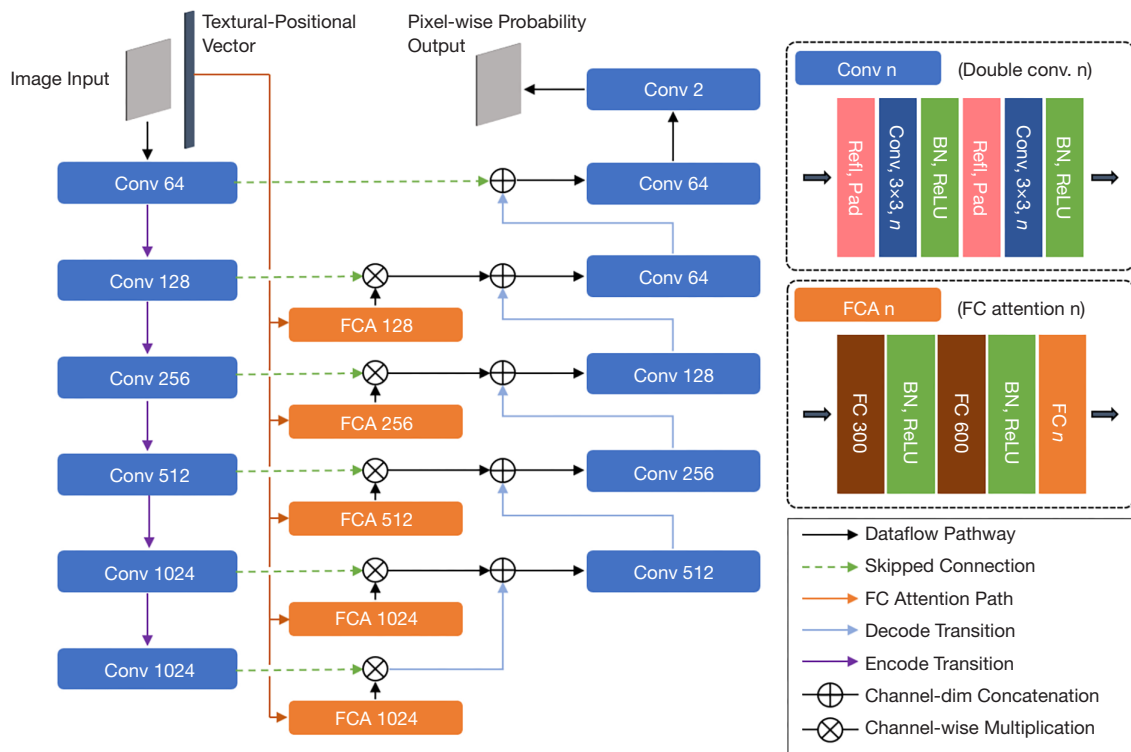 Textural-Positional
Vector
Pixel-wise Probability
Output
Image Input
Conv 64
Conv 128
Conv 256
Conv 512
Conv 1024
Conv 1024
FCA 128
FCA 256
FCA 512
FCA 1024
FCA 1024
Conv 2
Conv 64
Conv 64
Conv 128
Conv 256
Conv 512
Conv n
(Double conv. n)
Refl, Pad
Conv, 3×3, n
BN, ReLU
Refl, Pad
Conv, 3×3, n
BN, ReLU
FCA n
(FC attention n)
FC 300
BN, ReLU
FC 600
BN, ReLU
FC n
Dataflow Pathway
Skipped Connection
FC Attention Path
Decode Transition
Encode Transition
Channel-dim Concatenation
Channel-wise Multiplication